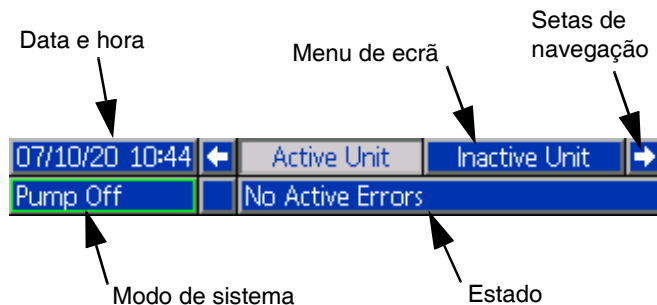 Data e hora
Menu de ecrã
Setas de
navegação
07/10/20 10:44 Active Unit Inactive Unit
Pump Off No Active Errors
Modo de sistema
Estado